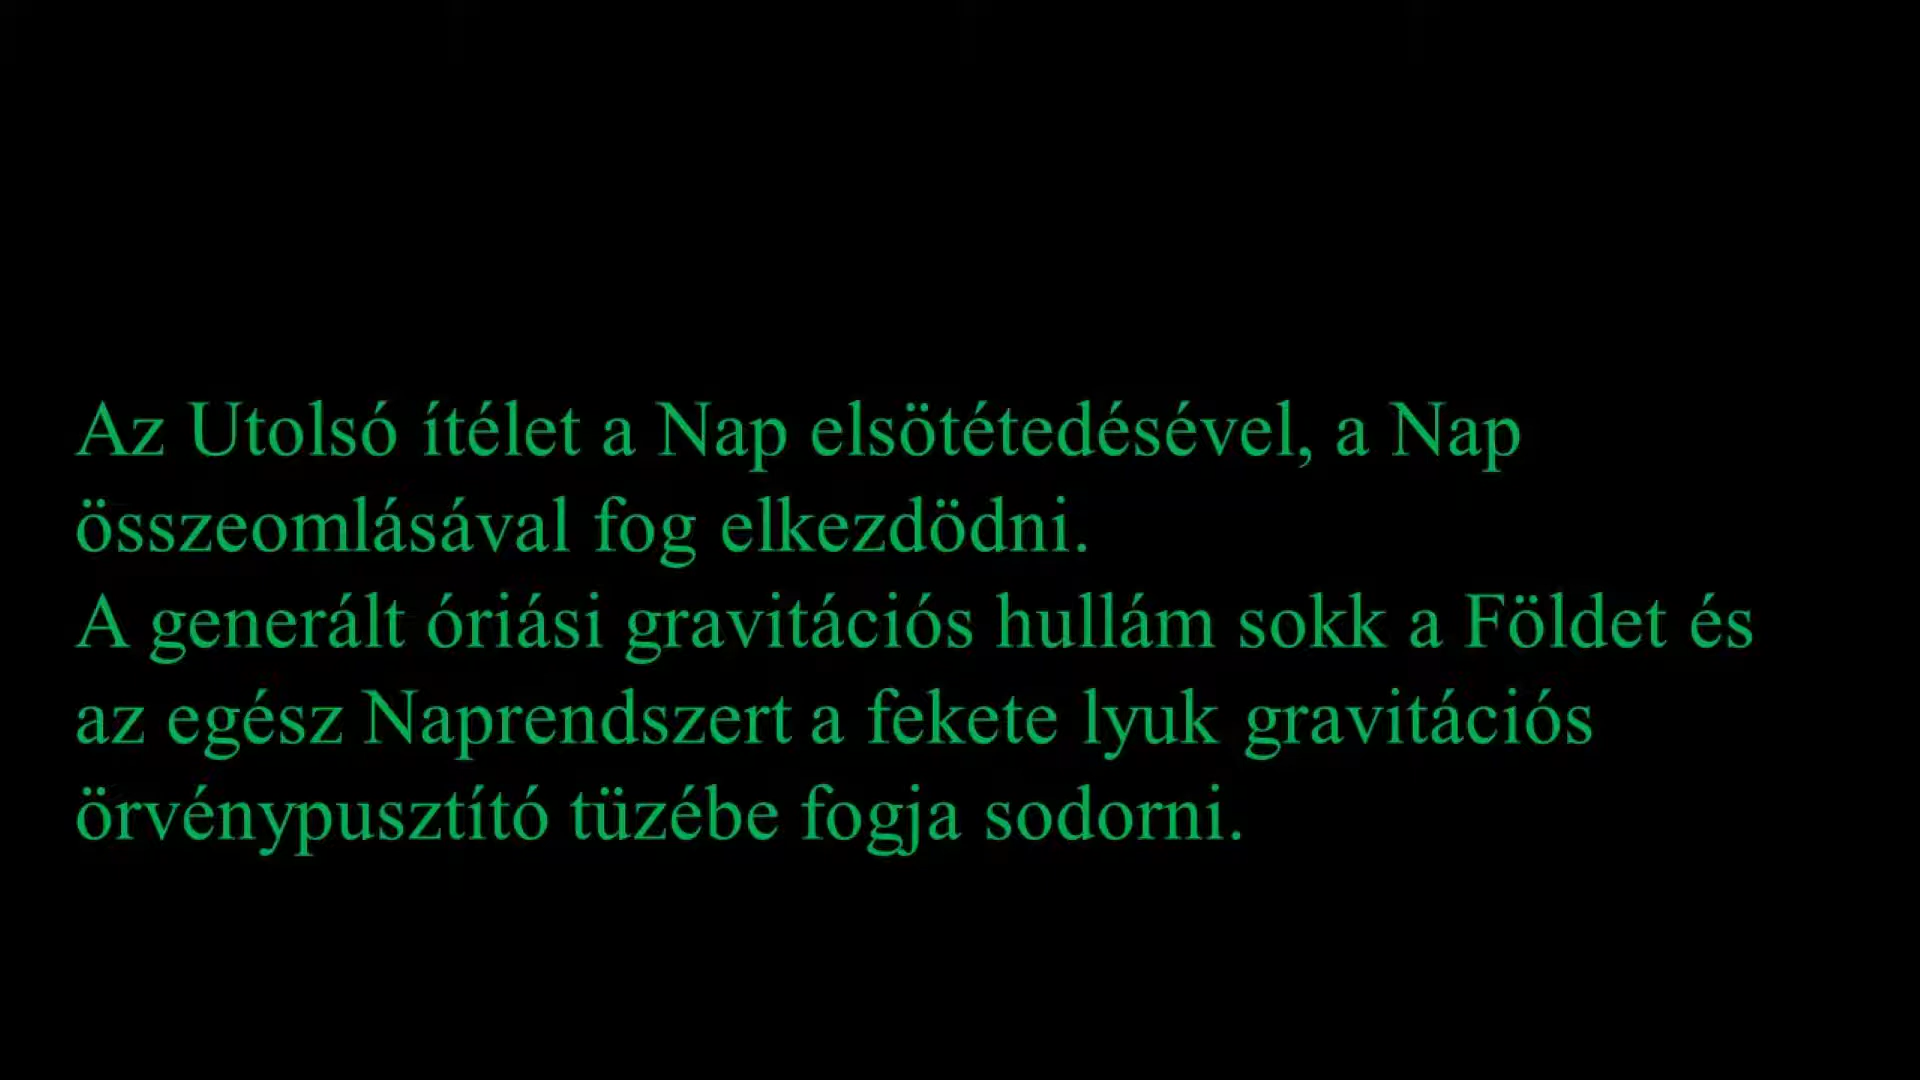 Az Utolsó ítélet a Nap elsötétedésével, a Nap
összeomlásával fog elkezdödni.
A generált óriási gravitációs hullám sokk a Földet és
az egész Naprendszert a fekete lyuk gravitációs
örvénypusztító tüzébe fogja sodorni.